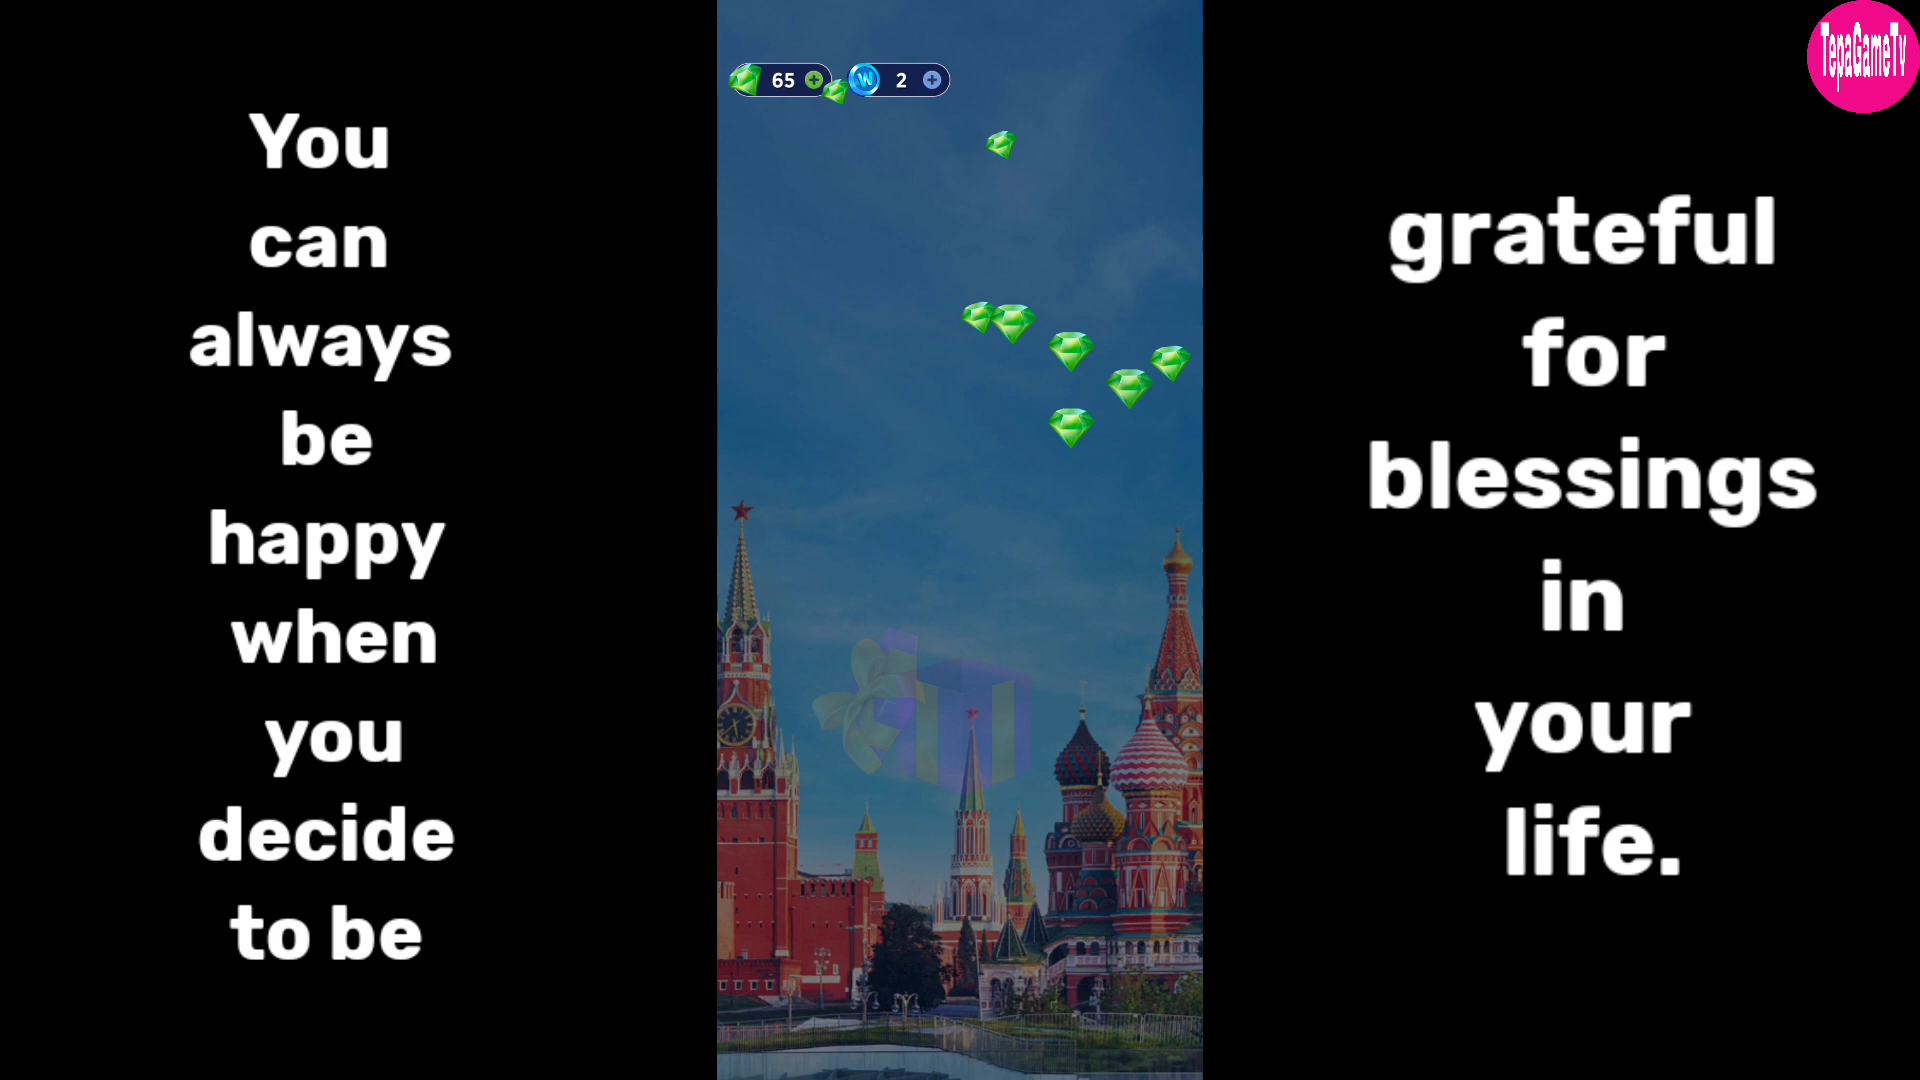 You
can
always
be
happy
when
you
decide
to be
65
W
2
TepaGameTv
grateful
for
blessings
in
your
life.